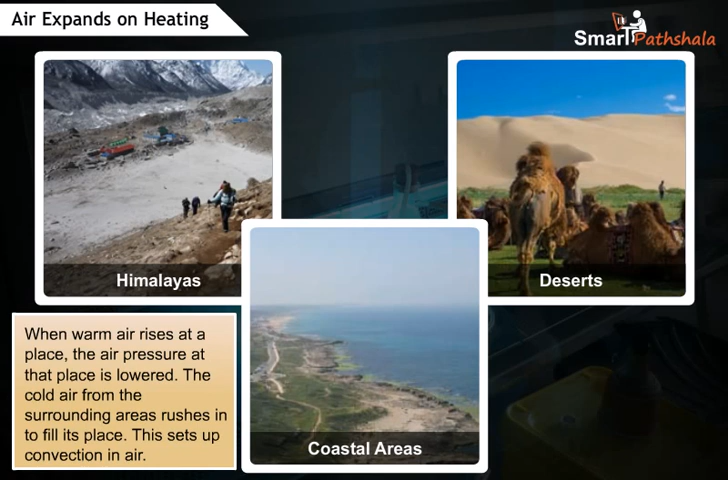 Air Expands on Heating
SmarTPathshala
Himalayas
Deserts
When warm air rises at a
place, the air pressure at
that place is lowered. The
cold air from the
surrounding areas rushes in
to fill its place. This sets up
convection in air.
Coastal Areas